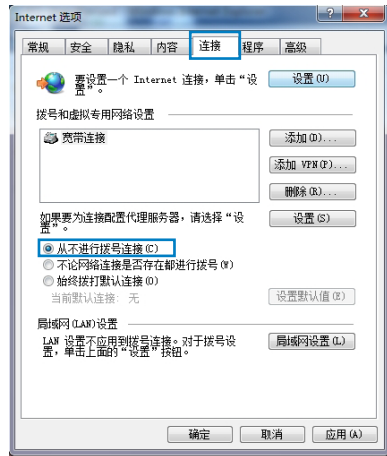 Internet 选项
常规 安全 隐私 内容 连接 程序 高级
要设置一个 Internet 连接，单击“设
置”。
设置(U)
拨号和虚拟专用网络设置
宽带连接
添加(D)...
添加 VPN(P)...
删除(R)...
如果要为连接配置代理服务器，请选择“设
置”。
设置(S)
从不进行拨号连接(C)
不论网络连接是否存在都进行拨号(W)
始终拨打默认连接(O)
当前默认连接: 无
设置默认值(E)
局域网(LAN)设置
LAN 设置不应用到拨号连接。对于拨号设
置，单击上面的“设置”按钮。
局域网设置(L)
确定 取消 应用(A)